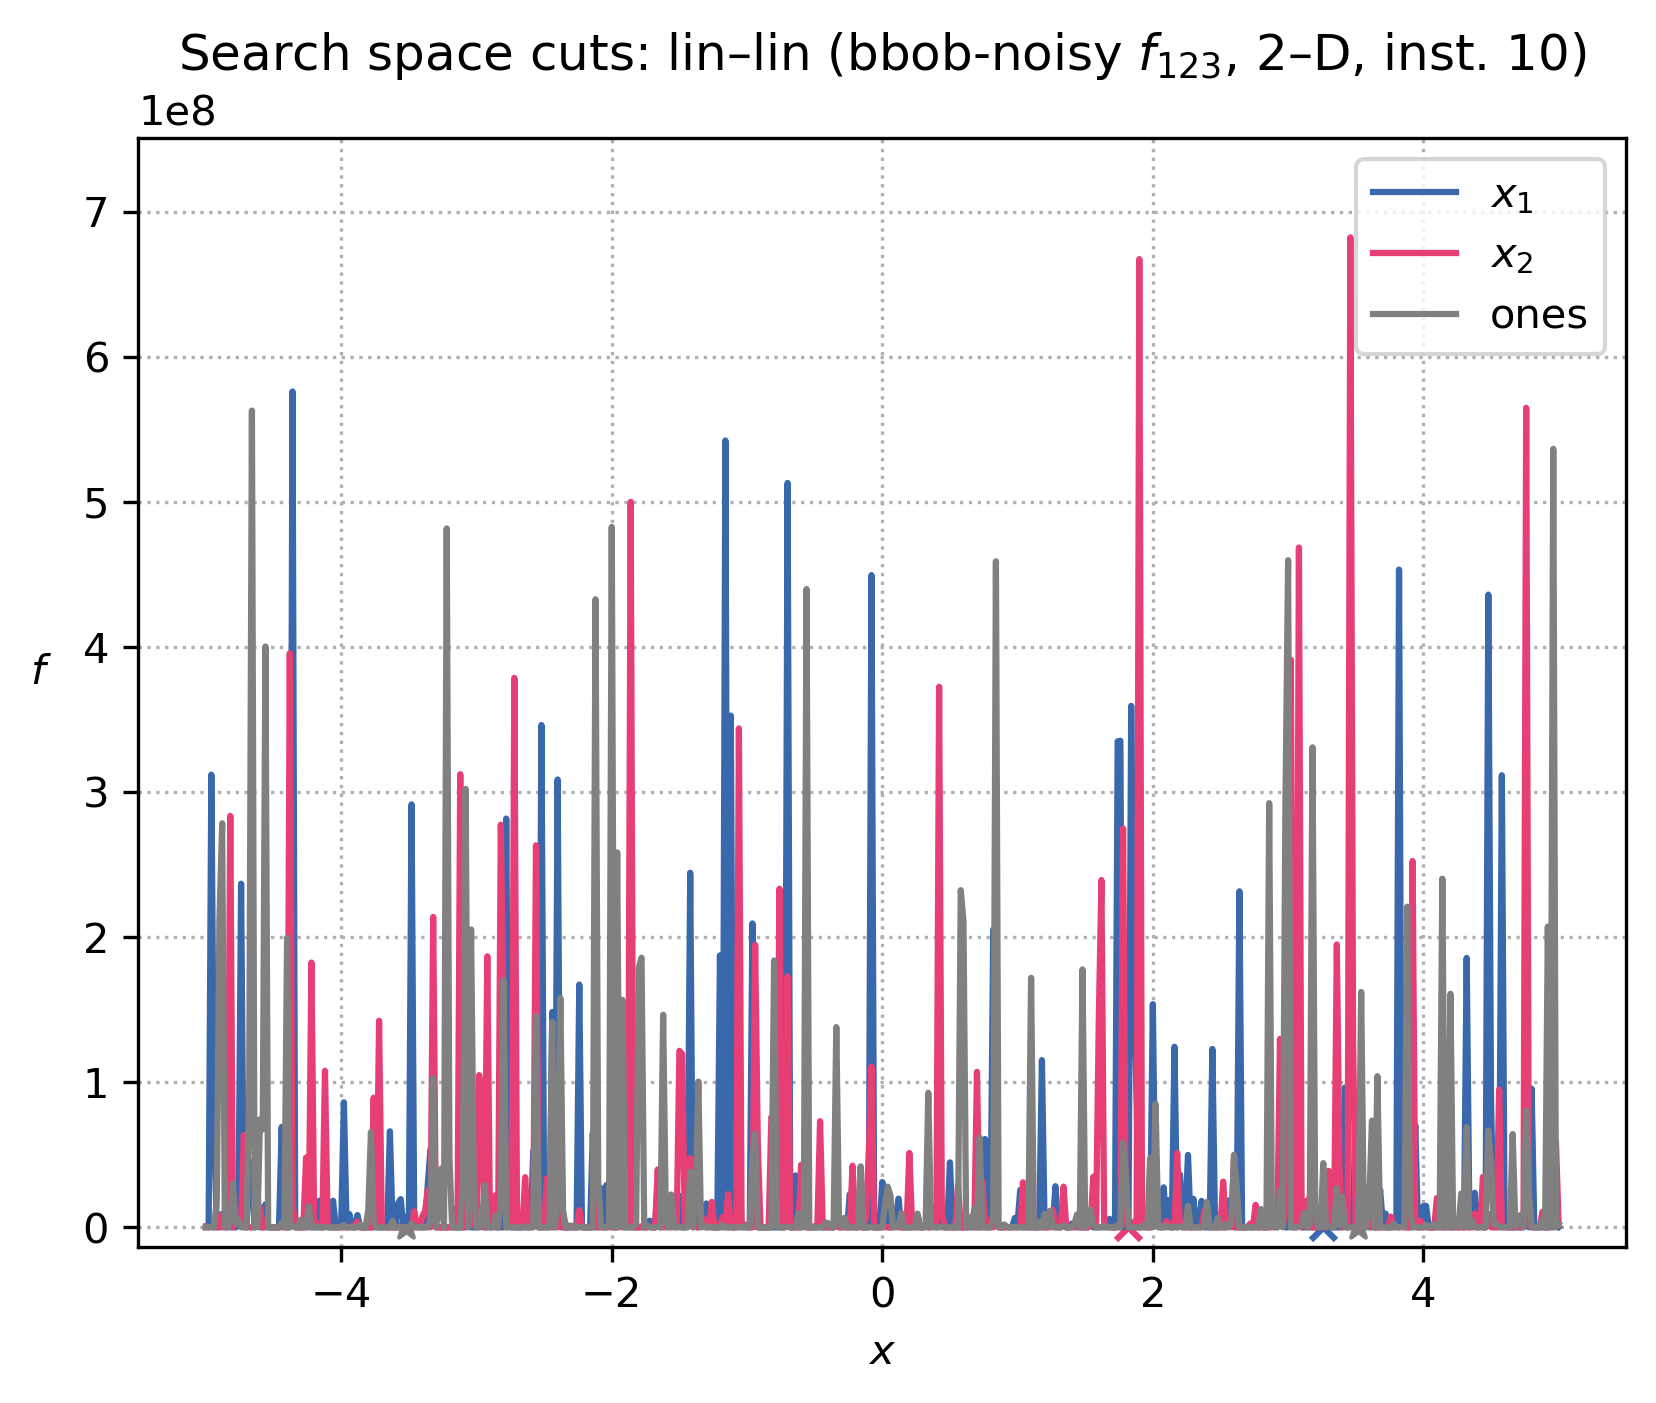 Search space cuts: lin–lin (bbob-noisy f₁₂₃, 2–D, inst. 10)
1e8
x₁
x₂
ones
7
6
5
4
3
2
1
0
f
−4
−2
0
2
4
x